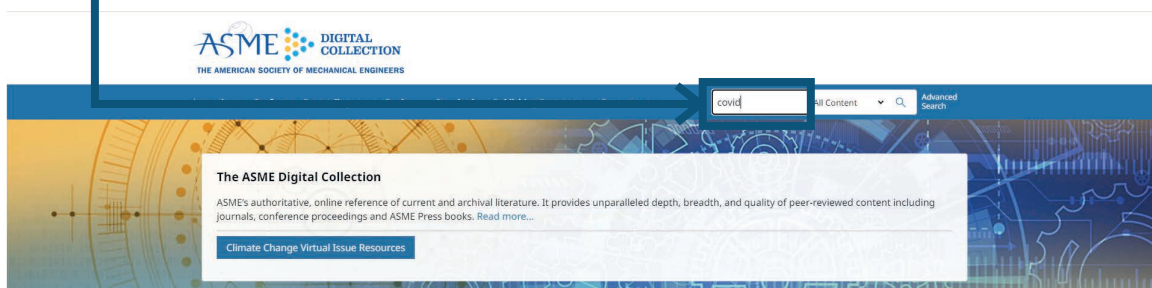 ASME DIGITAL
COLLECTION
THE AMERICAN SOCIETY OF MECHANICAL ENGINEERS
covid
All Content
Advanced
Search
The ASME Digital Collection
ASME's authoritative, online reference of current and archival literature. It provides unparalleled depth, breadth, and quality of peer-reviewed content including
journals, conference proceedings and ASME Press books. Read more...
Climate Change Virtual Issue Resources